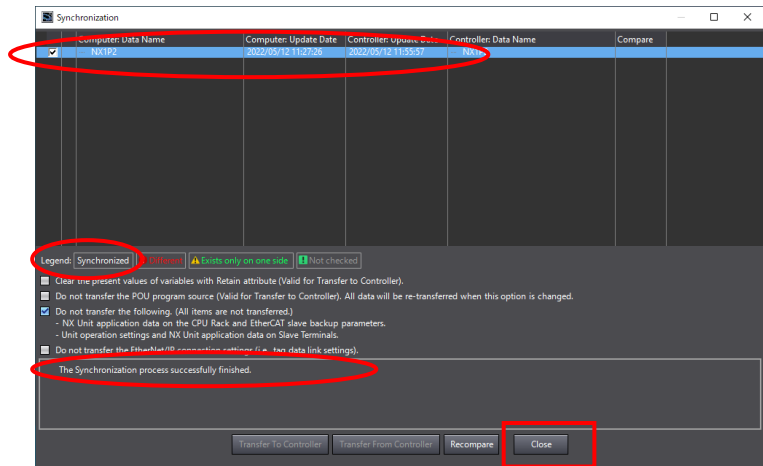 Synchronization
Computer: Data Name Computer: Update Date Controller: Update Date Controller: Data Name Compare
NX1P2 2022/05/12 11:27:26 2022/05/12 11:55:57 NX1P2
Legend: Synchronized Different Exists only on one side Not checked
Clear the present values of variables with Retain attribute (Valid for Transfer to Controller).
Do not transfer the POU program source (Valid for Transfer to Controller). All data will be re-transferred when this option is changed.
Do not transfer the following. (All items are not transferred.)
- NX Unit application data on the CPU Rack and EtherCAT slave backup parameters.
- Unit operation settings and NX Unit application data on Slave Terminals.
Do not transfer the EtherNet/IP connection settings (i.e., tag data link settings).
The Synchronization process successfully finished.
Transfer To Controller Transfer From Controller Recompare Close